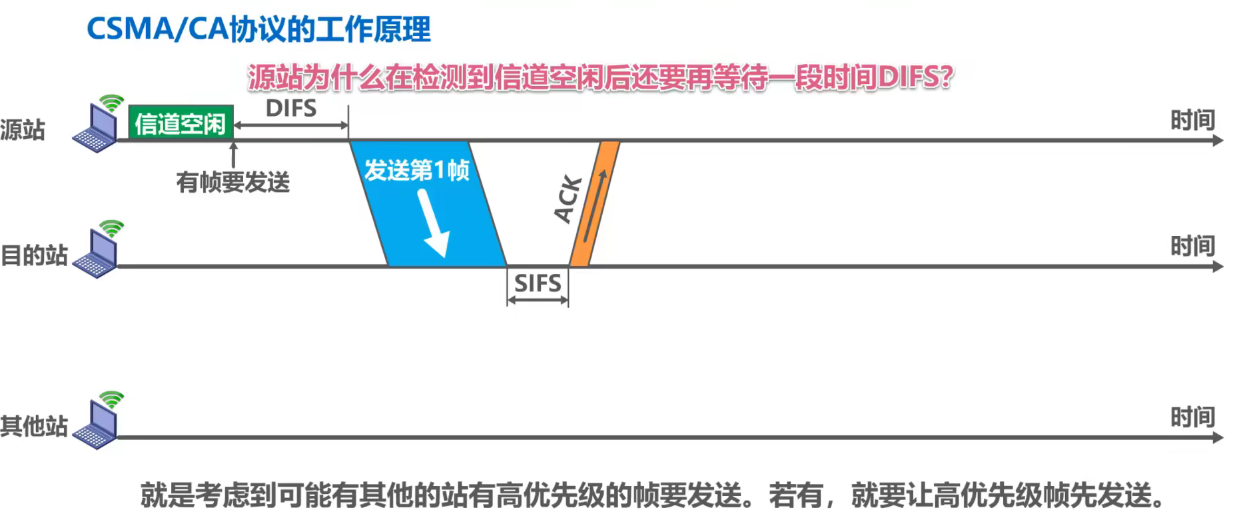 CSMA/CA协议的工作原理
源站为什么在检测到信道空闲后还要再等待一段时间DIFS?
源站
信道空闲
DIFS
时间
有帧要发送
发送第1帧
ACK
目的站
时间
SIFS
其他站
时间
就是考虑到可能有其他的站有高优先级的帧要发送。若有，就要让高优先级帧先发送。